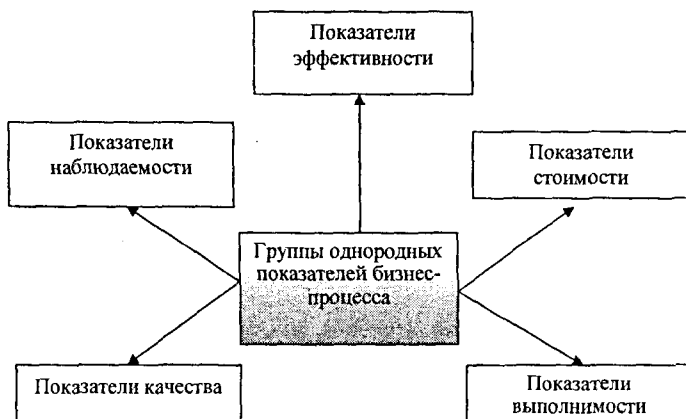 Показатели
эффективности
Показатели
наблюдаемости
Показатели
стоимости
Группы однородных
показателей бизнес-
процесса
Показатели качества
Показатели
выполнимости